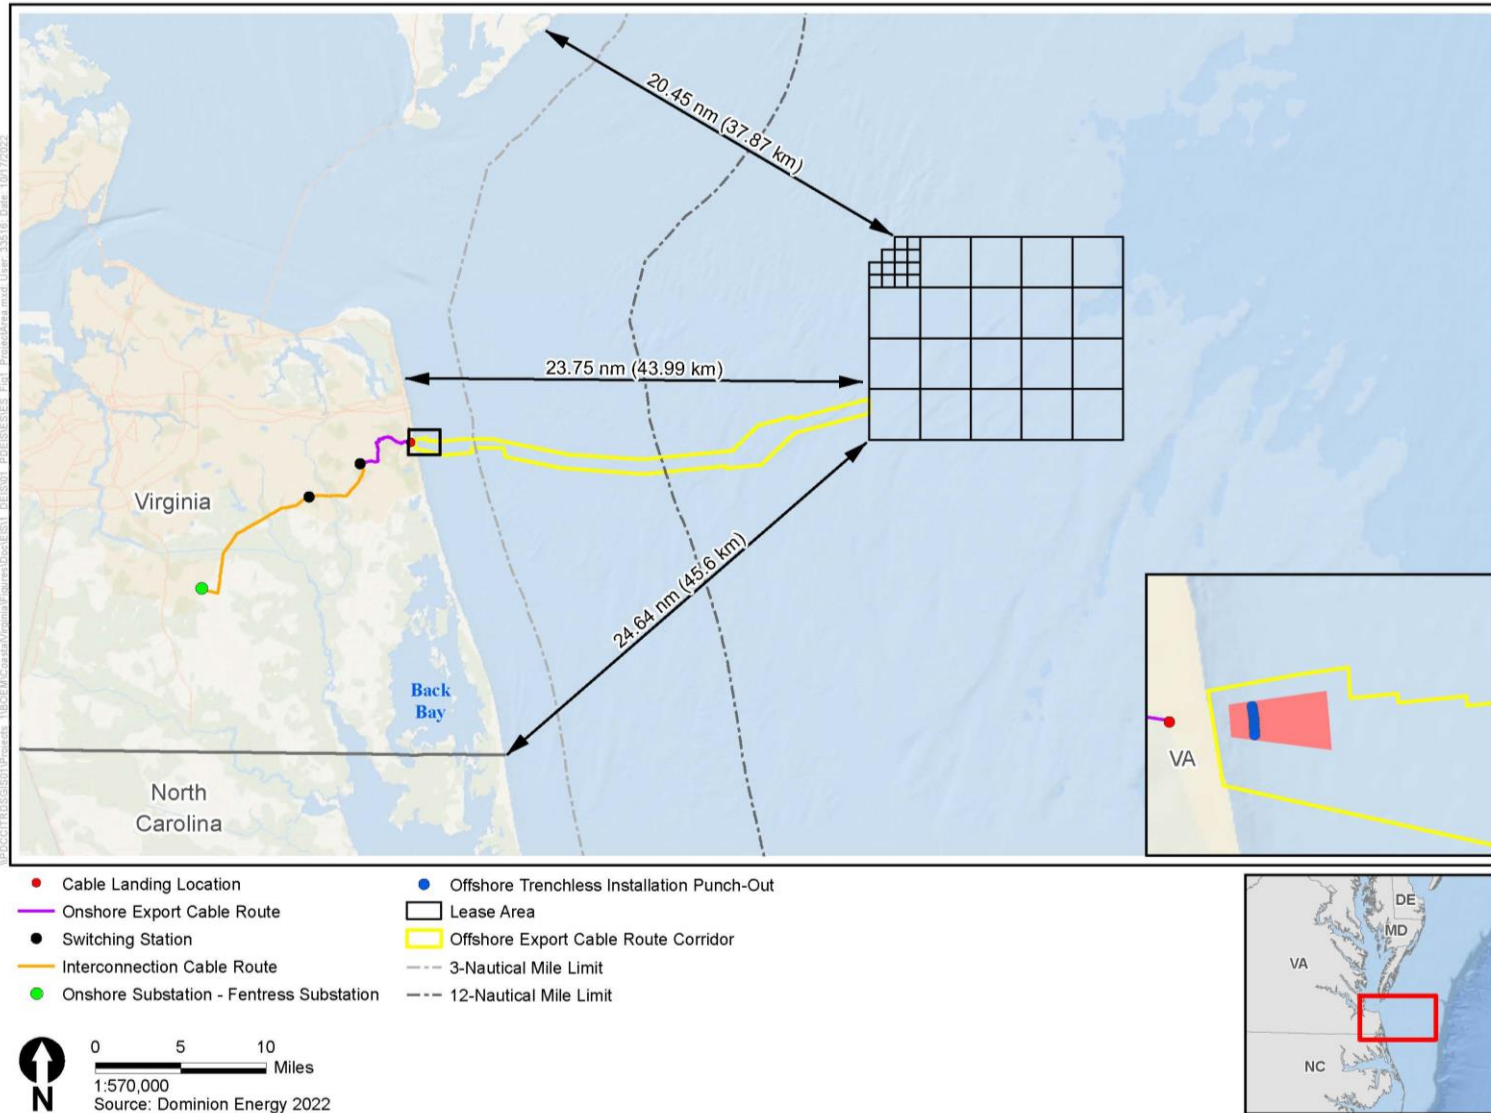 20.45 nm (37.87 km)
23.75 nm (43.99 km)
24.64 nm (45.6 km)
Virginia
Back
Bay
North
Carolina
VA
Cable Landing Location
Onshore Export Cable Route
Switching Station
Interconnection Cable Route
Onshore Substation - Fentress Substation
Offshore Trenchless Installation Punch-Out
Lease Area
Offshore Export Cable Route Corridor
3-Nautical Mile Limit
12-Nautical Mile Limit
N
0 5 10
Miles
1:570,000
Source: Dominion Energy 2022
DE
MD
VA
NC